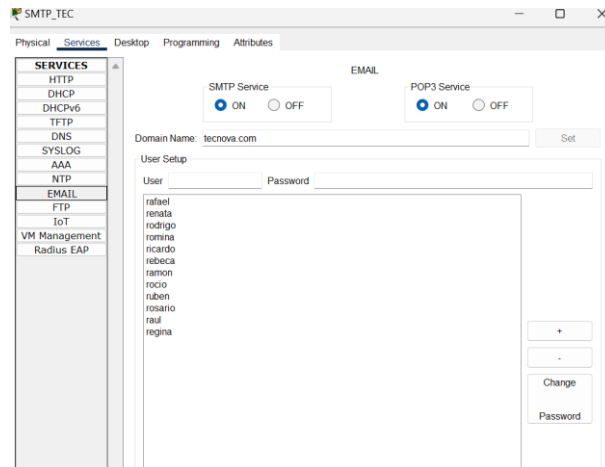 SMTP_TEC
Physical Services Desktop Programming Attributes
SERVICES
HTTP
DHCP
DHCPv6
TFTP
DNS
SYSLOG
AAA
NTP
EMAIL
FTP
IoT
VM Management
Radius EAP
EMAIL
SMTP Service
ON OFF
POP3 Service
ON OFF
Domain Name: tecnova.com Set
User Setup
User Password
rafael
renata
rodrigo
romina
ricardo
rebeca
ramon
rocio
ruben
rosario
raul
regina
+
-
Change
Password